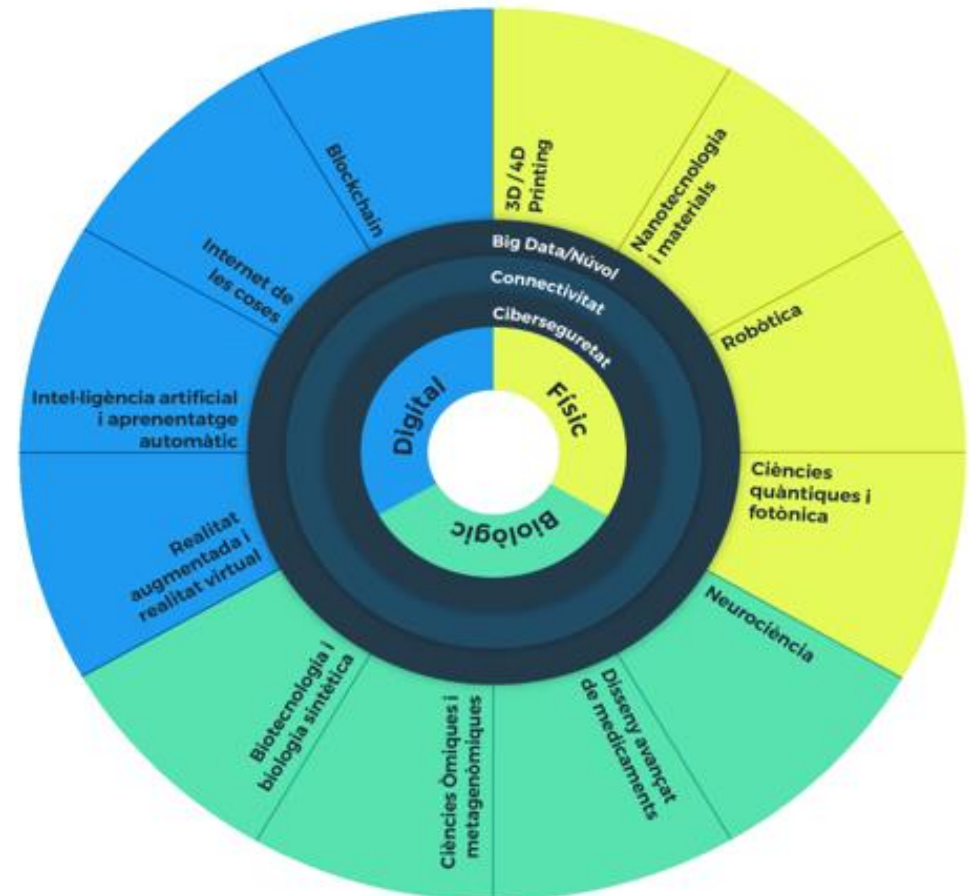 3D / 4D
Printing
Nanotecnologia
i materials
Robòtica
Ciències
quàntiques i
fotònica
Neurociència
Disseny avançat
de medicaments
Ciències Òmiques i
metagenòmiques
Biotecnologia i
biologia sintètica
Realitat
augmentada i
realitat virtual
Intel·ligència artificial
i aprenentatge
automàtic
Internet de
les coses
Blockchain
Big Data/Núvol
Connectivitat
Ciberseguretat
Digital
Físic
Biològic